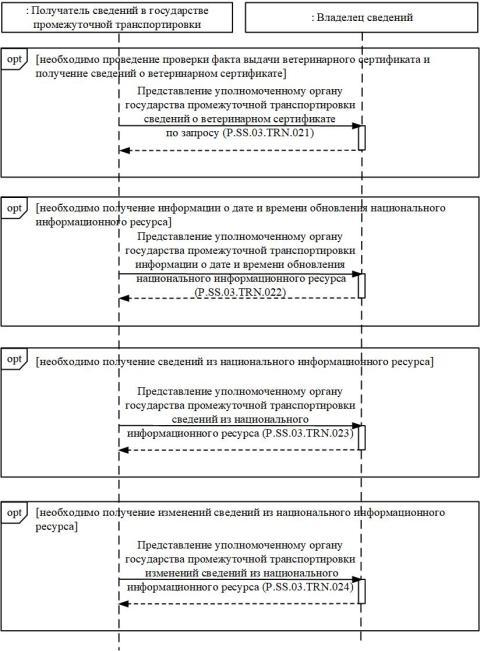 : Получатель сведений в государстве
промежуточной транспортировки
: Владелец сведений
opt
[необходимо проведение проверки факта выдачи ветеринарного сертификата и
получение сведений о ветеринарном сертификате]
Представление уполномоченному органу
государства промежуточной транспортировки
сведений о ветеринарном сертификате
по запросу (P.SS.03.TRN.021)
opt
[необходимо получение информации о дате и времени обновления национального
информационного ресурса]
Представление уполномоченному органу
государства промежуточной транспортировки
информации о дате и времени обновления
национального информационного ресурса
(P.SS.03.TRN.022)
opt
[необходимо получение сведений из национального информационного ресурса]
Представление уполномоченному органу
государства промежуточной транспортировки
сведений из национального
информационного ресурса (P.SS.03.TRN.023)
opt
[необходимо получение изменений сведений из национального информационного
ресурса]
Представление уполномоченному органу
государства промежуточной транспортировки
изменений сведений из национального
информационного ресурса (P.SS.03.TRN.024)